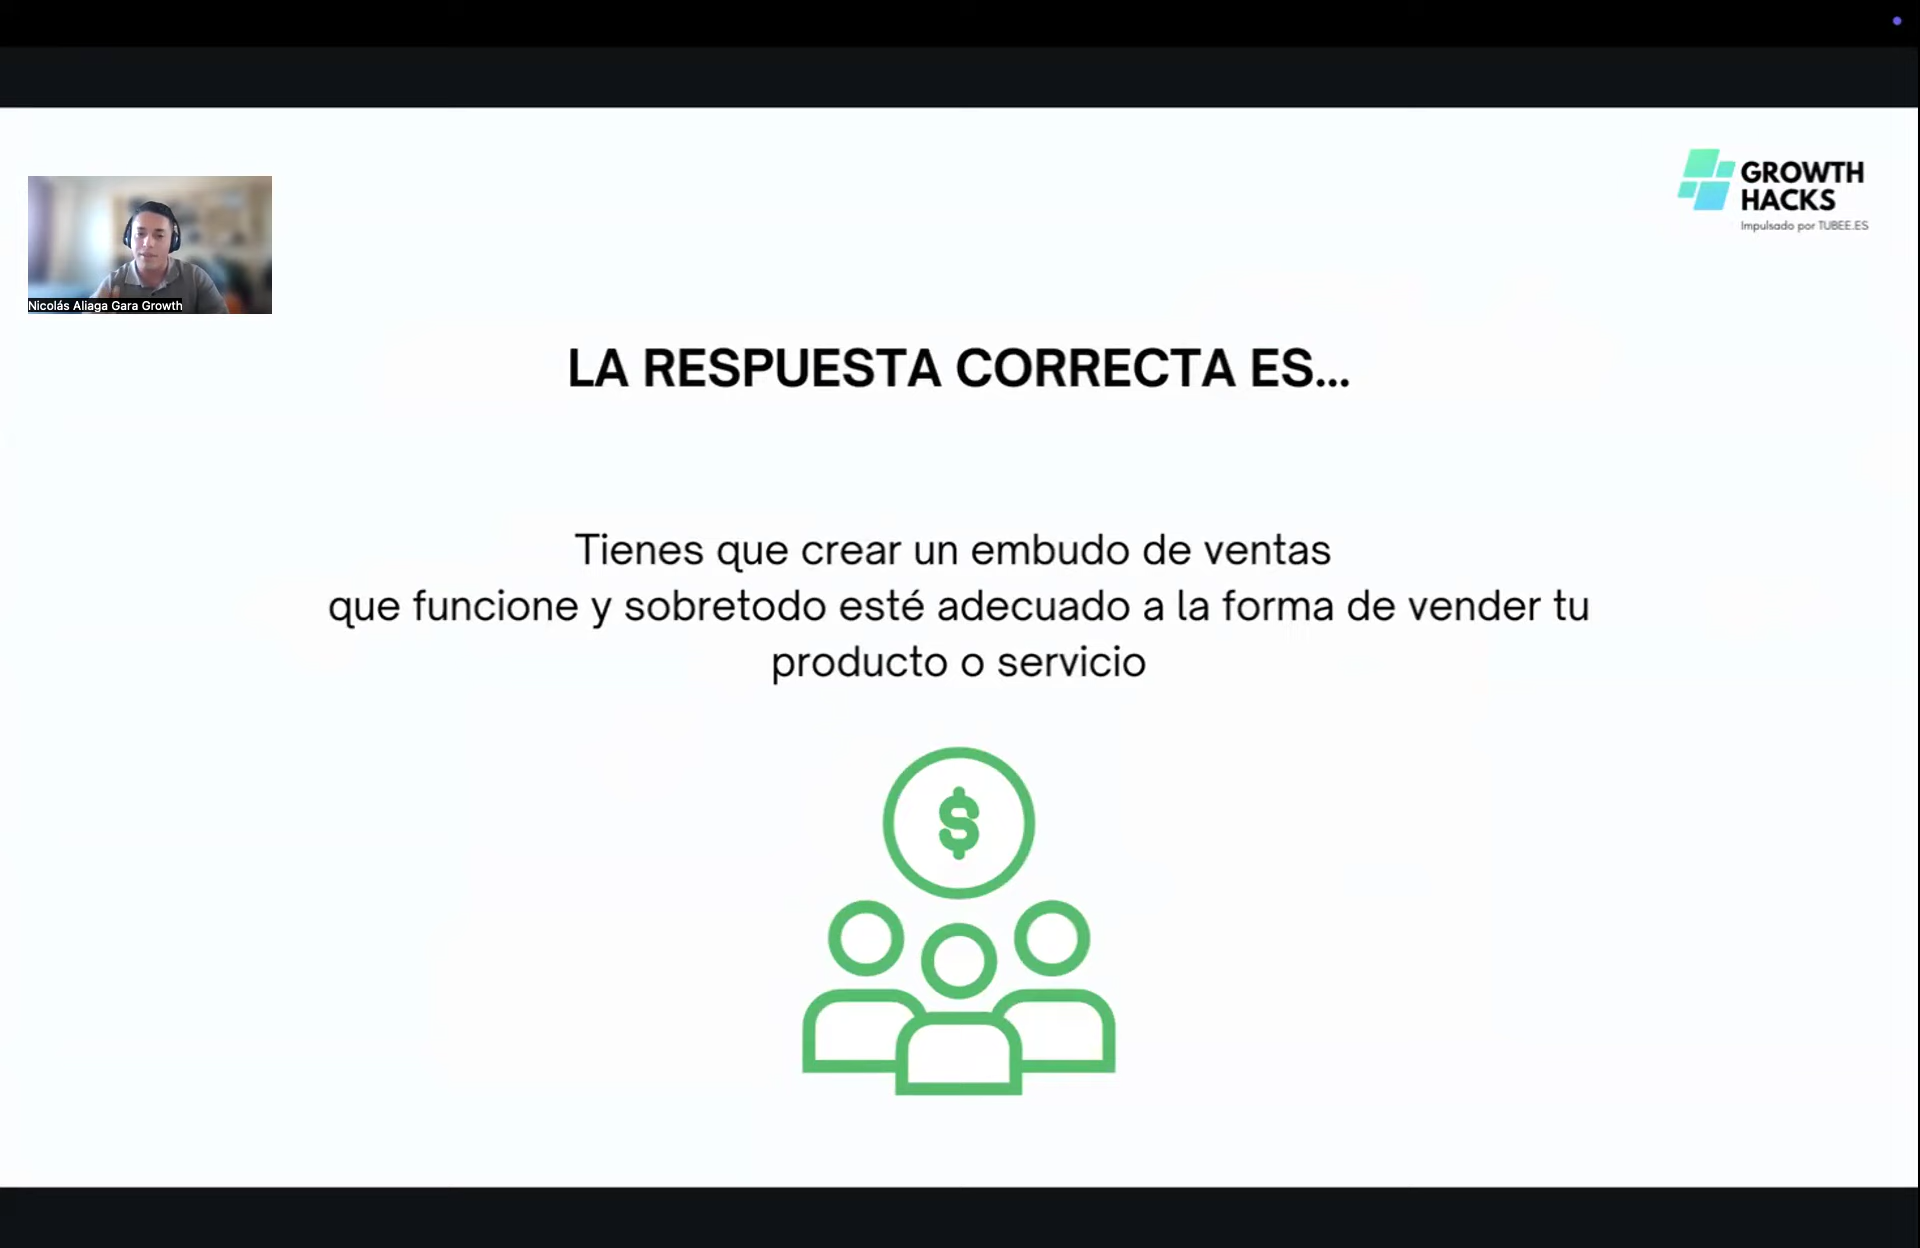 GROWTH
HACKS
Impulsado por TUBEE.ES
Nicolás Aliaga Gara Growth
LA RESPUESTA CORRECTA ES...
Tienes que crear un embudo de ventas
que funcione y sobretodo esté adecuado a la forma de vender tu
producto o servicio
$